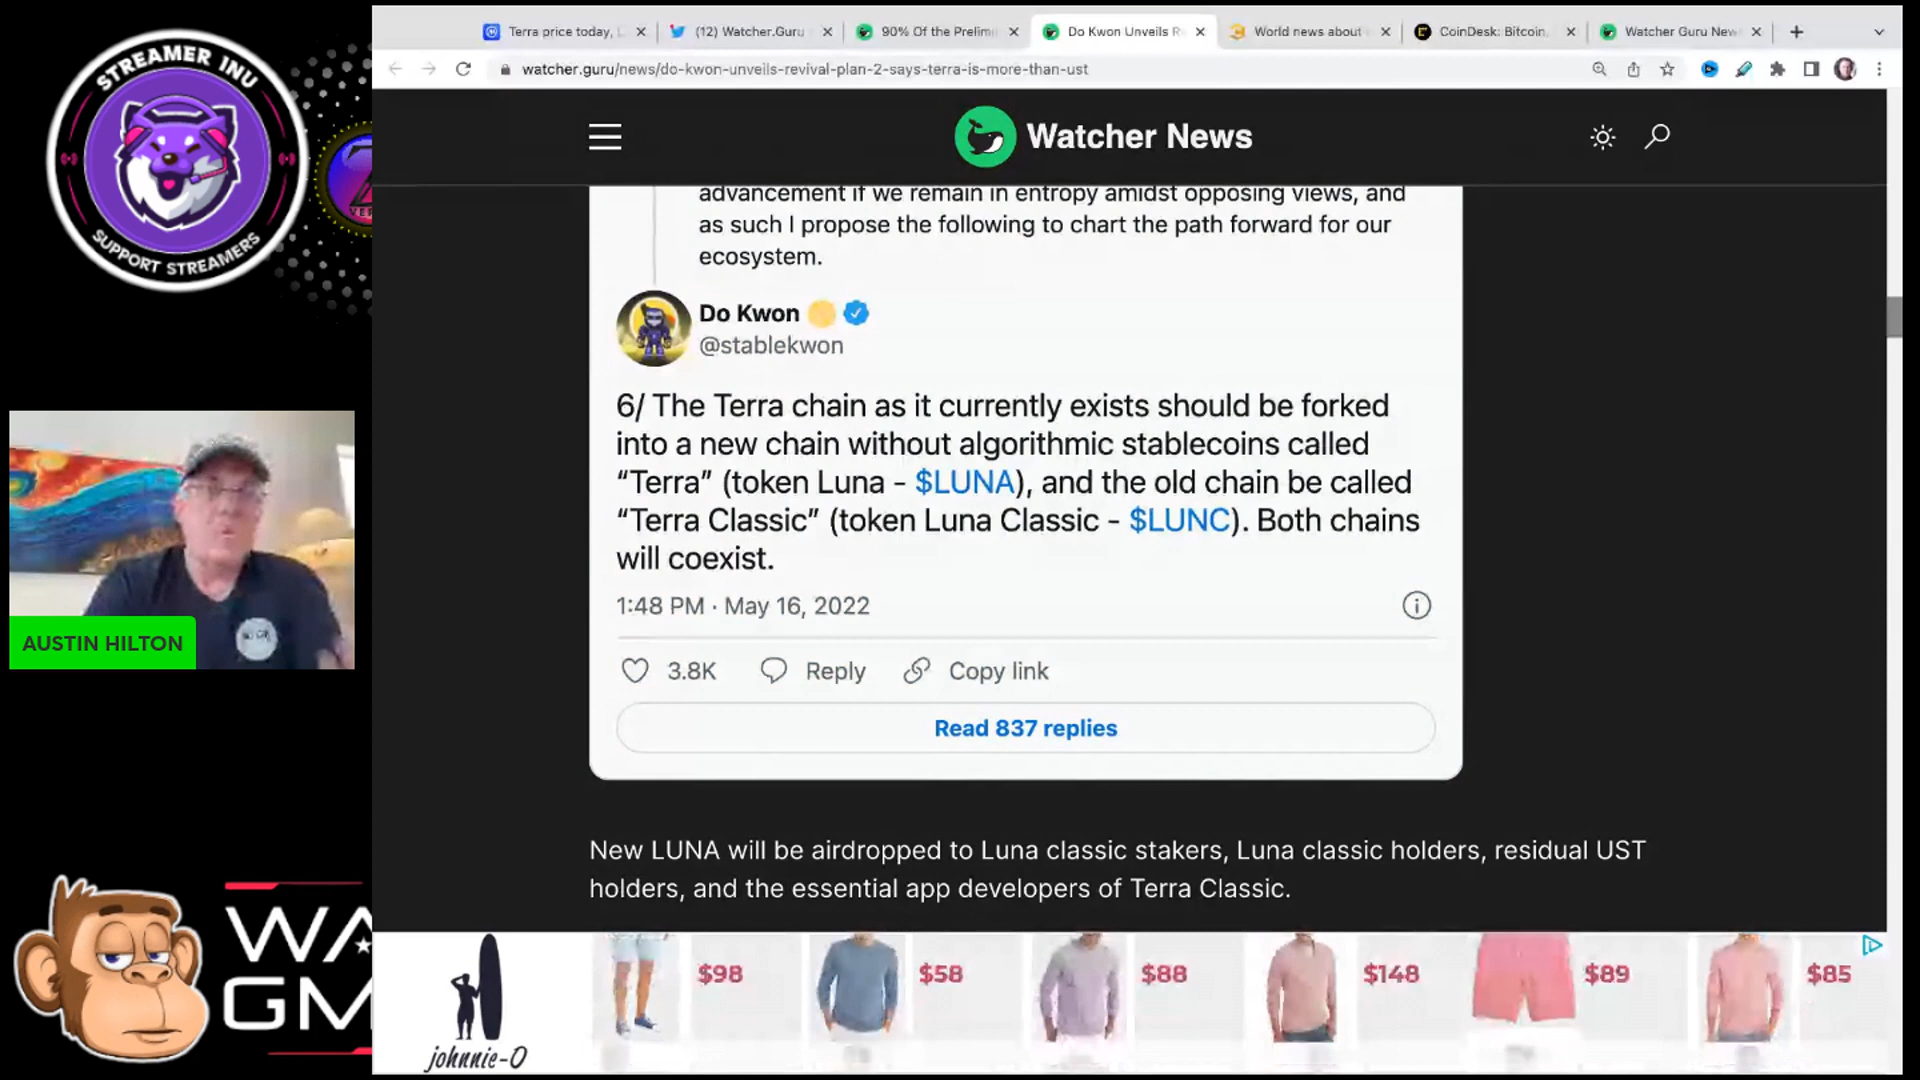 STREAMER INU
SUPPORT STREAMERS
AUSTIN HILTON
WA
GM
Terra price today, L
(12) Watcher.Guru
90% Of the Prelimi
Do Kwon Unveils R
World news about
CoinDesk: Bitcoin,
Watcher Guru New
watcher.guru/news/do-kwon-unveils-revival-plan-2-says-terra-is-more-than-ust
Watcher News
advancement if we remain in entropy amidst opposing views, and
as such I propose the following to chart the path forward for our
ecosystem.
Do Kwon
@stablekwon
6/ The Terra chain as it currently exists should be forked
into a new chain without algorithmic stablecoins called
“Terra” (token Luna - $LUNA), and the old chain be called
“Terra Classic” (token Luna Classic - $LUNC). Both chains
will coexist.
1:48 PM · May 16, 2022
3.8K Reply Copy link
Read 837 replies
New LUNA will be airdropped to Luna classic stakers, Luna classic holders, residual UST
holders, and the essential app developers of Terra Classic.
johnnie-O
$98 $58 $88 $148 $89 $85